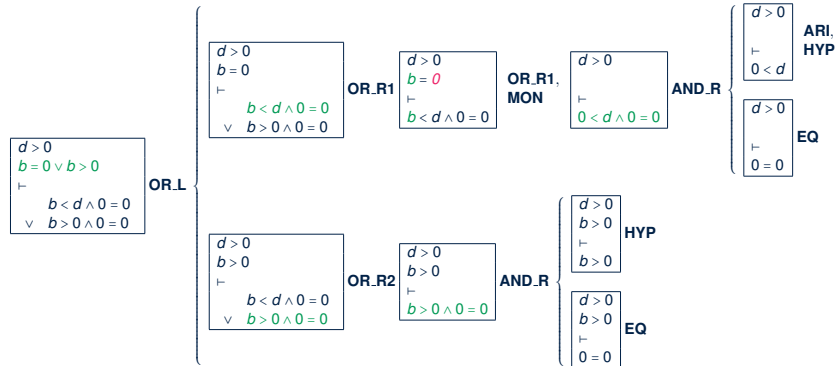 d > 0
b = 0 ∨ b > 0
⊢
b < d ∧ 0 = 0
∨ b > 0 ∧ 0 = 0
OR_L
d > 0
b = 0
⊢
b < d ∧ 0 = 0
∨ b > 0 ∧ 0 = 0
OR_R1
d > 0
b = 0
⊢
b < d ∧ 0 = 0
OR_R1,
MON
d > 0
⊢
0 < d ∧ 0 = 0
AND_R
d > 0
⊢
0 < d
ARI,
HYP
d > 0
⊢
0 = 0
EQ
d > 0
b > 0
⊢
b < d ∧ 0 = 0
∨ b > 0 ∧ 0 = 0
OR_R2
d > 0
b > 0
⊢
b > 0 ∧ 0 = 0
AND_R
d > 0
b > 0
⊢
b > 0
HYP
d > 0
b > 0
⊢
0 = 0
EQ